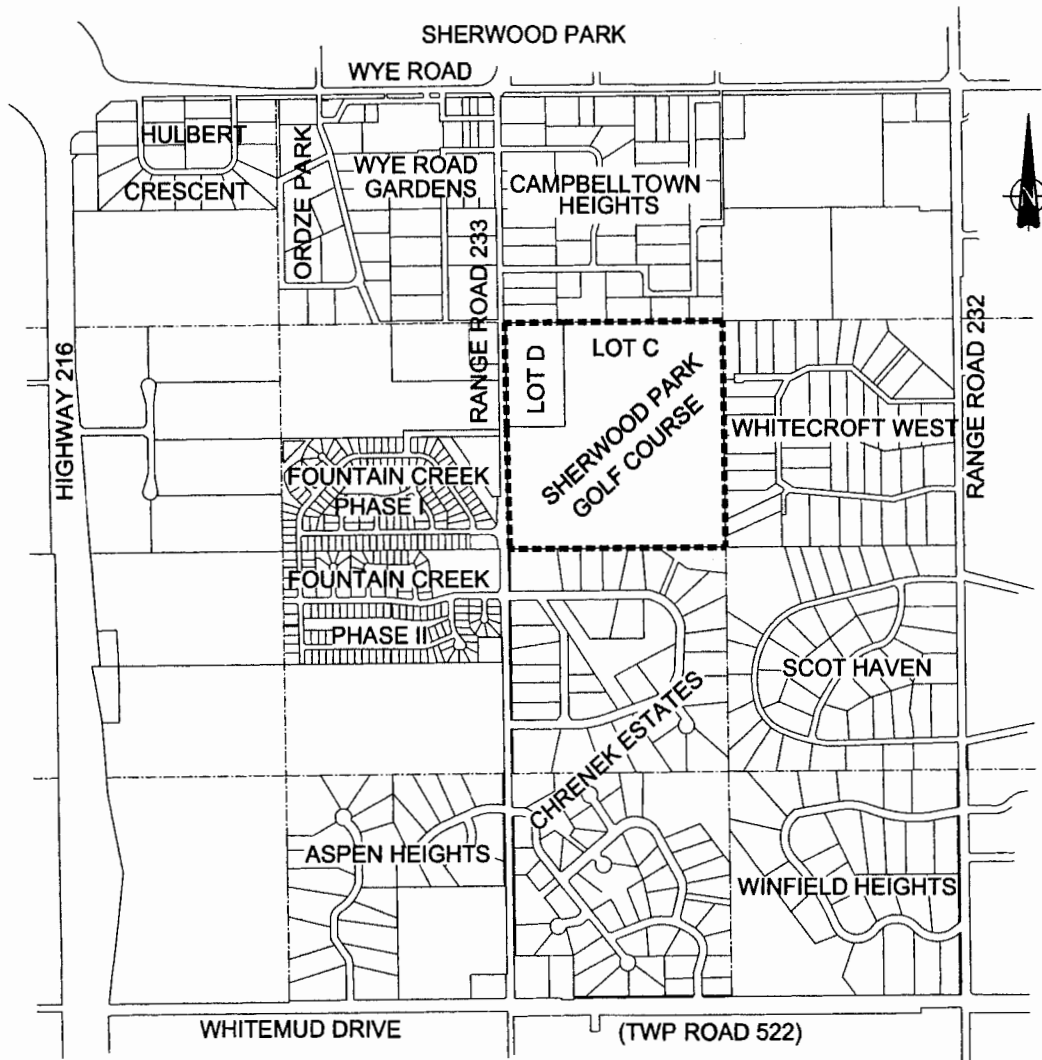 SHERWOOD PARK
WYE ROAD
HULBERT
CRESCENT
ORDZE PARK
WYE ROAD
GARDENS
CAMPBELLTOWN
HEIGHTS
N
RANGE ROAD 233
RANGE ROAD 232
HIGHWAY 216
LOT D
LOT C
SHERWOOD PARK
GOLF COURSE
WHITECROFT WEST
FOUNTAIN CREEK
PHASE I
FOUNTAIN CREEK
PHASE II
SCOT HAVEN
CHRENEK ESTATES
ASPEN HEIGHTS
WINFIELD HEIGHTS
WHITEMUD DRIVE
(TWP ROAD 522)